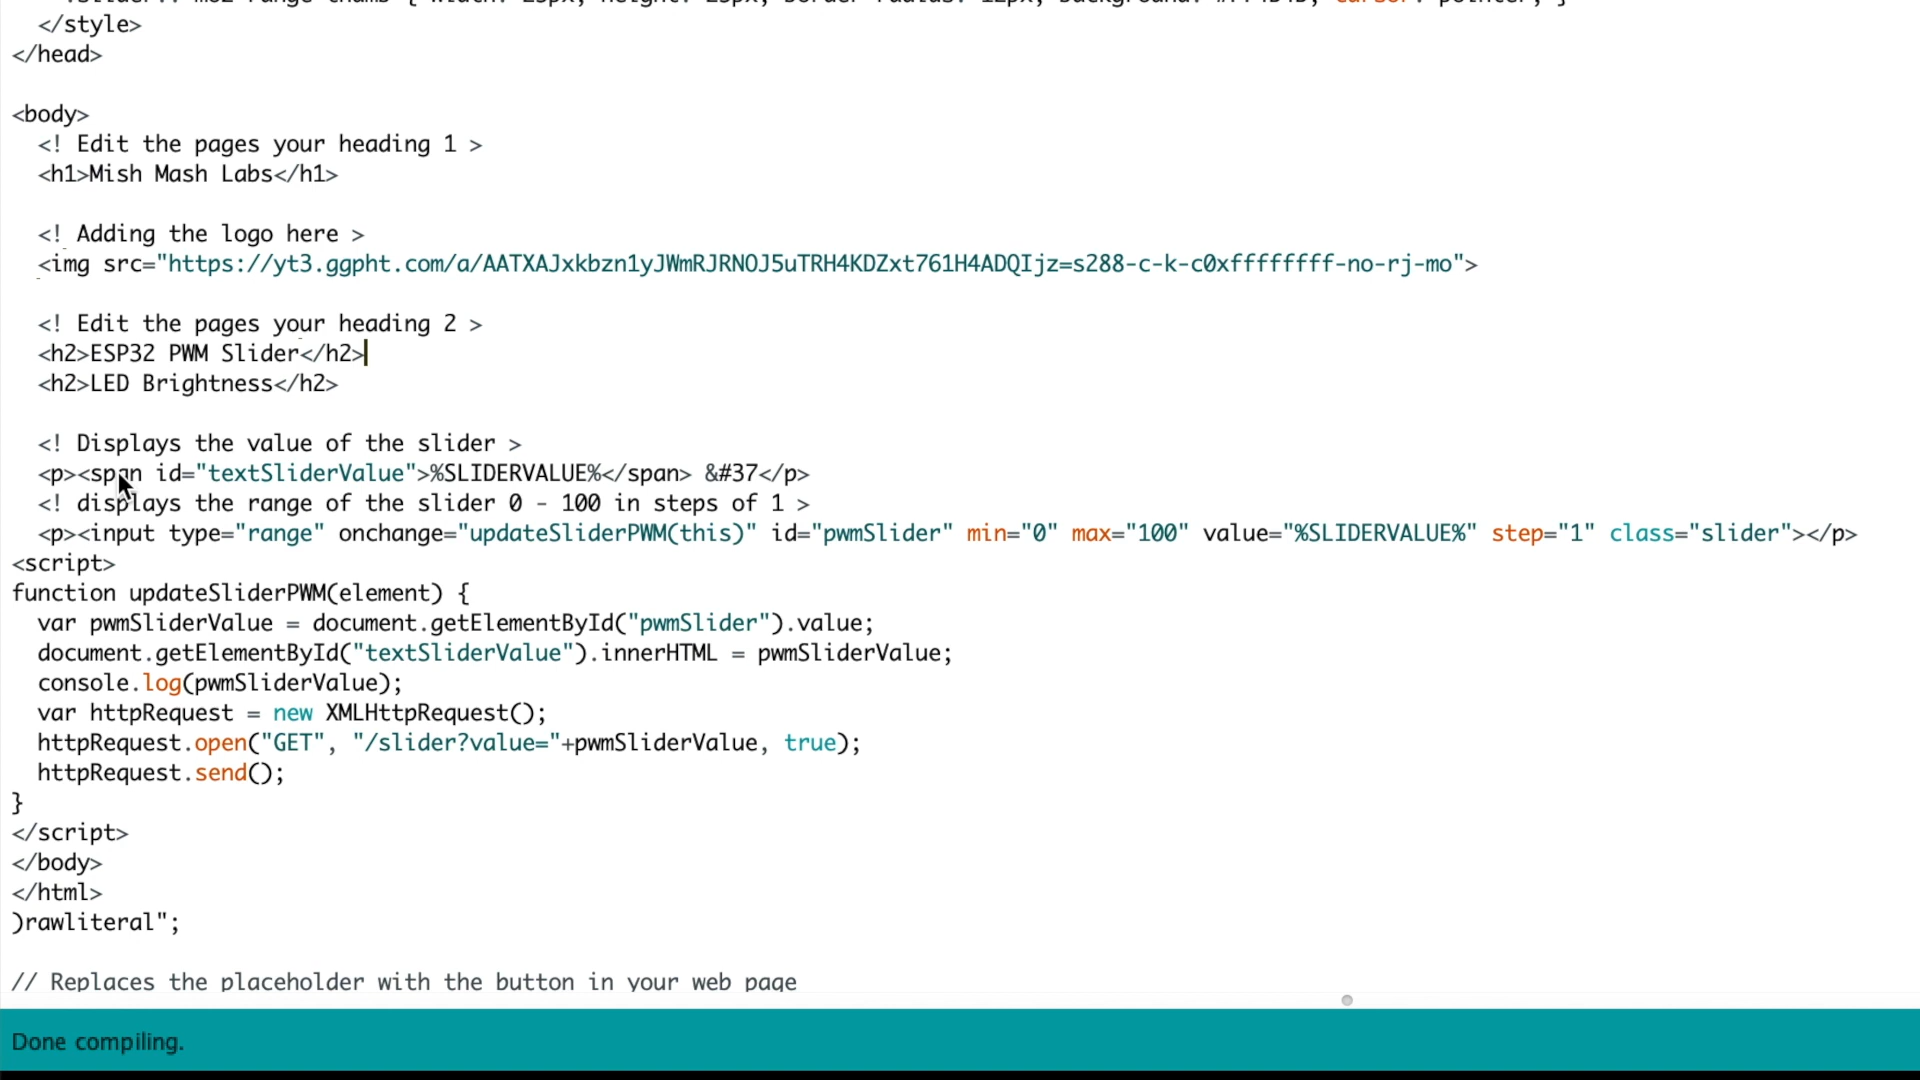 </style>
</head>
<body>
<! Edit the pages your heading 1 >
<h1>Mish Mash Labs</h1>
<! Adding the logo here >
<img src="https://yt3.ggpht.com/a/AATXAJxkbzn1yJWmRJRNOJ5uTRH4KDZxt761H4ADQIjz=s288-c-k-c0xffffffff-no-rj-mo">
<! Edit the pages your heading 2 >
<h2>ESP32 PWM Slider</h2>
<h2>LED Brightness</h2>
<! Displays the value of the slider >
<p><span id="textSliderValue">%SLIDERVALUE%</span> &#37</p>
<! displays the range of the slider 0 - 100 in steps of 1 >
<p><input type="range" onchange="updateSliderPWM(this)" id="pwmSlider" min="0" max="100" value="%SLIDERVALUE%" step="1" class="slider"></p>
<script>
function updateSliderPWM(element) {
var pwmSliderValue = document.getElementById("pwmSlider").value;
document.getElementById("textSliderValue").innerHTML = pwmSliderValue;
console.log(pwmSliderValue);
var httpRequest = new XMLHttpRequest();
httpRequest.open("GET", "/slider?value="+pwmSliderValue, true);
httpRequest.send();
}
</script>
</body>
</html>
)rawliteral";
// Replaces the placeholder with the button in your web page
Done compiling.